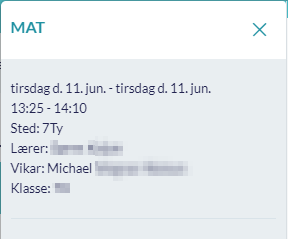 MAT
tirsdag d. 11. jun. - tirsdag d. 11. jun.
13:25 - 14:10
Sted: 7Ty
Lærer:
Vikar: Michael
Klasse: